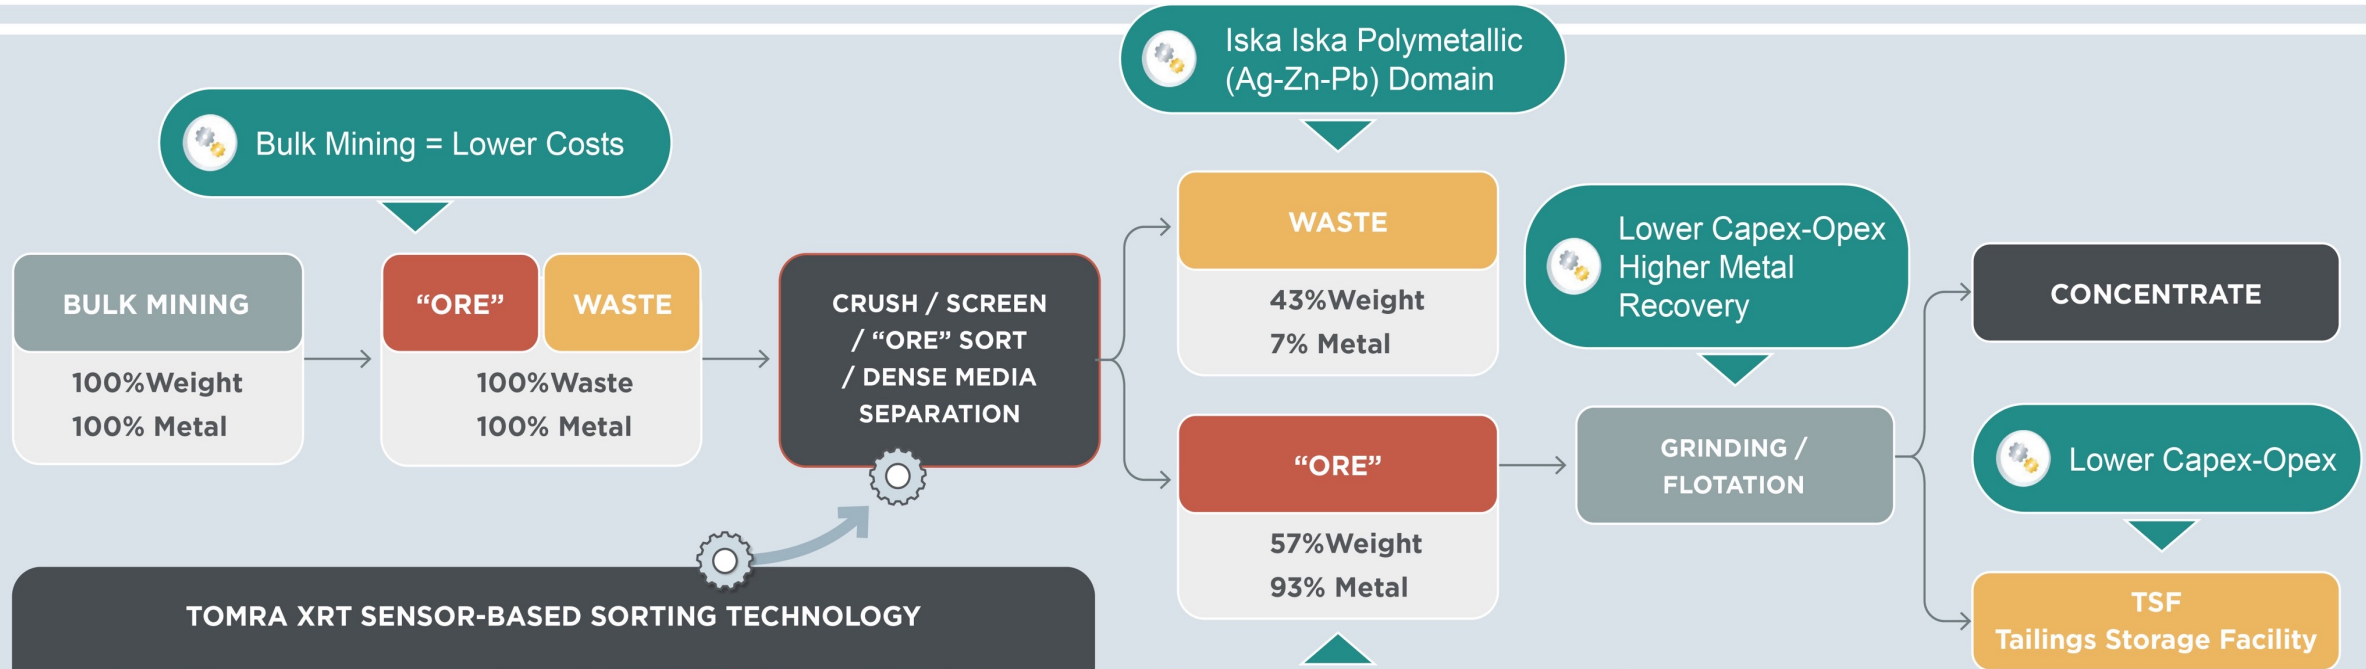 Iska Iska Polymetallic
(Ag-Zn-Pb) Domain
Bulk Mining = Lower Costs
BULK MINING
100%Weight
100% Metal
“ORE”
WASTE
100%Waste
100% Metal
CRUSH / SCREEN
/ “ORE” SORT
/ DENSE MEDIA
SEPARATION
WASTE
43%Weight
7% Metal
“ORE”
57%Weight
93% Metal
Lower Capex-Opex
Higher Metal
Recovery
GRINDING /
FLOTATION
CONCENTRATE
Lower Capex-Opex
TSF
Tailings Storage Facility
TOMRA XRT SENSOR-BASED SORTING TECHNOLOGY